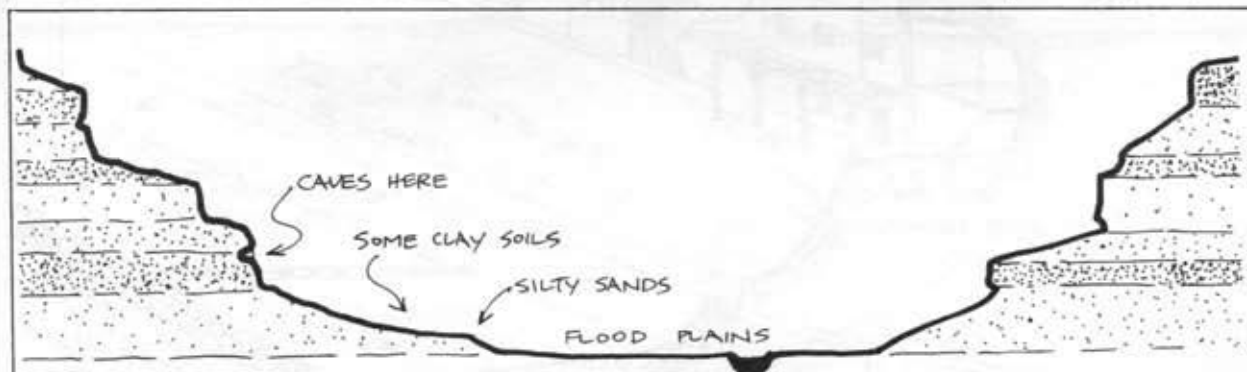 CAVES HERE
SOME CLAY SOILS
SILTY SANDS
FLOOD PLAINS